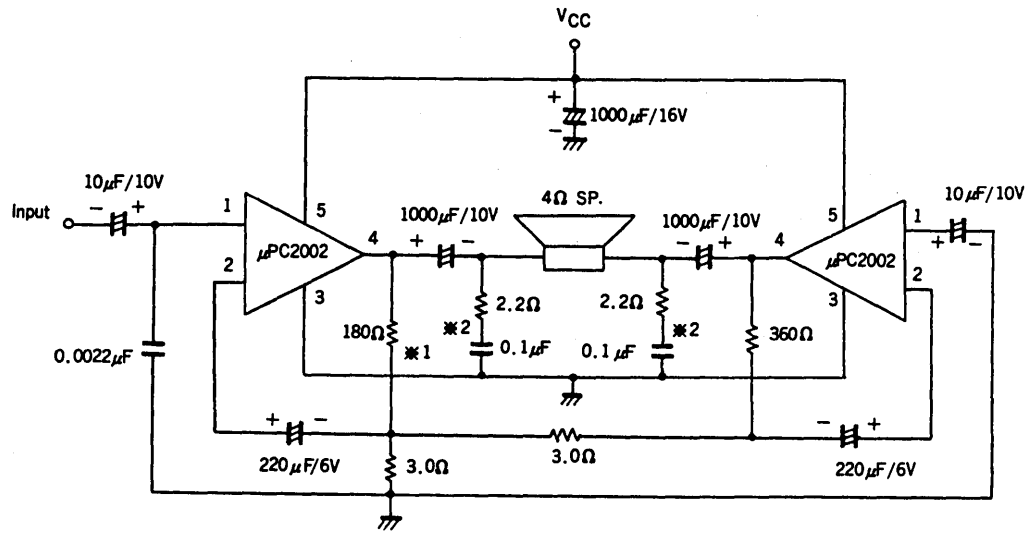 VCC
1000μF/16V
10μF/10V
Input
1
2
3
4
5
μPC2002
1000μF/10V
4Ω SP.
1000μF/10V
10μF/10V
5
4
1
2
3
μPC2002
+
−
−
+
+
−
−
+
+
−
180Ω
※1
2.2Ω
※2
0.1μF
2.2Ω
※2
0.1μF
360Ω
0.0022μF
+
−
220μF/6V
3.0Ω
3.0Ω
−
+
220μF/6V